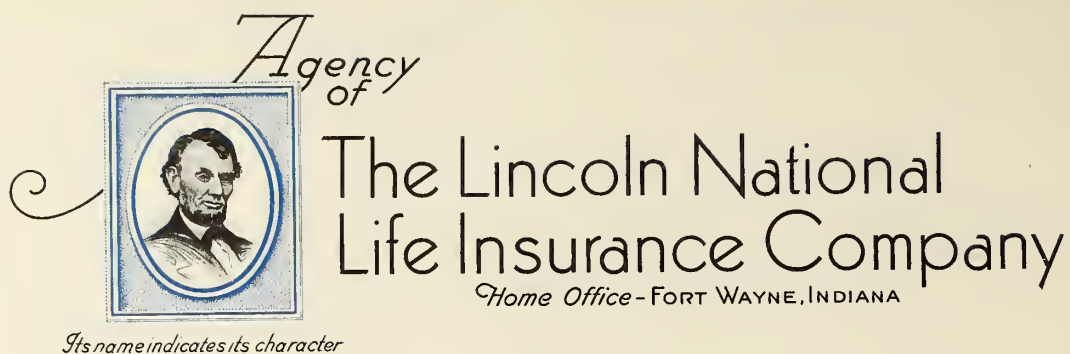 Agency
of
The Lincoln National
Life Insurance Company
Home Office - FORT WAYNE, INDIANA
Its name indicates its character